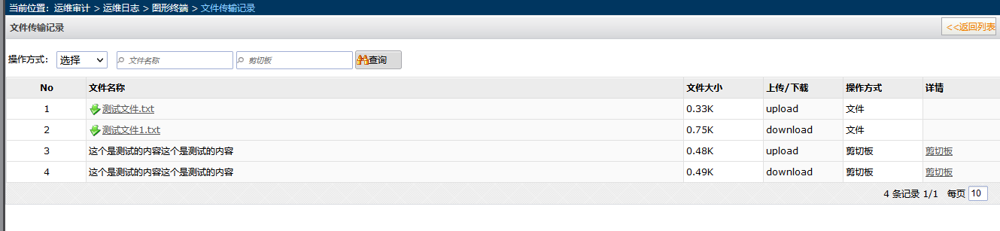 当前位置：运维审计 > 运维日志 > 图形终端 > 文件传输记录
文件传输记录 <<返回列表
操作方式： 选择 文件名称 剪切板 查询
No 文件名称 文件大小 上传/下载 操作方式 详情
1 测试文件.txt 0.33K upload 文件
2 测试文件1.txt 0.75K download 文件
3 这个是测试的内容这个是测试的内容 0.48K upload 剪切板 剪切板
4 这个是测试的内容这个是测试的内容 0.49K download 剪切板 剪切板
4 条记录 1/1 每页 10